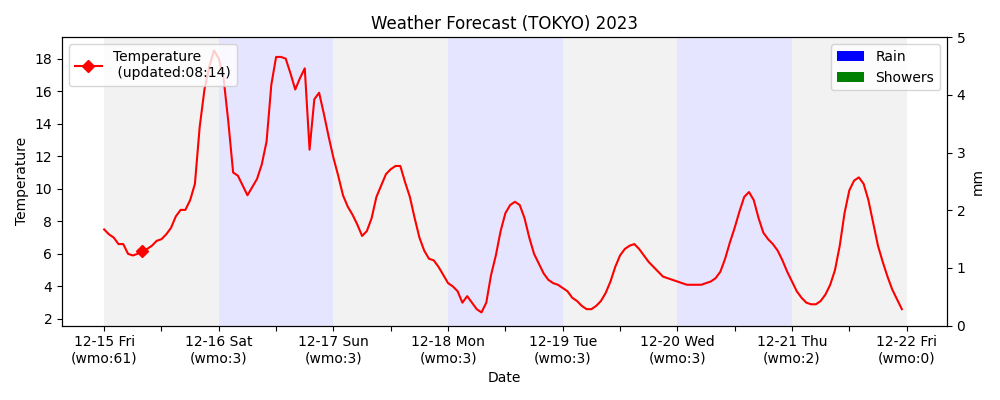 Weather Forecast (TOKYO) 2023
Temperature
(updated:08:14)
Rain
Showers
Temperature
18
16
14
12
10
8
6
4
2
5
4
3
2
1
0
mm
12-15 Fri
(wmo:61)
12-16 Sat
(wmo:3)
12-17 Sun
(wmo:3)
12-18 Mon
(wmo:3)
12-19 Tue
(wmo:3)
12-20 Wed
(wmo:3)
12-21 Thu
(wmo:2)
12-22 Fri
(wmo:0)
Date